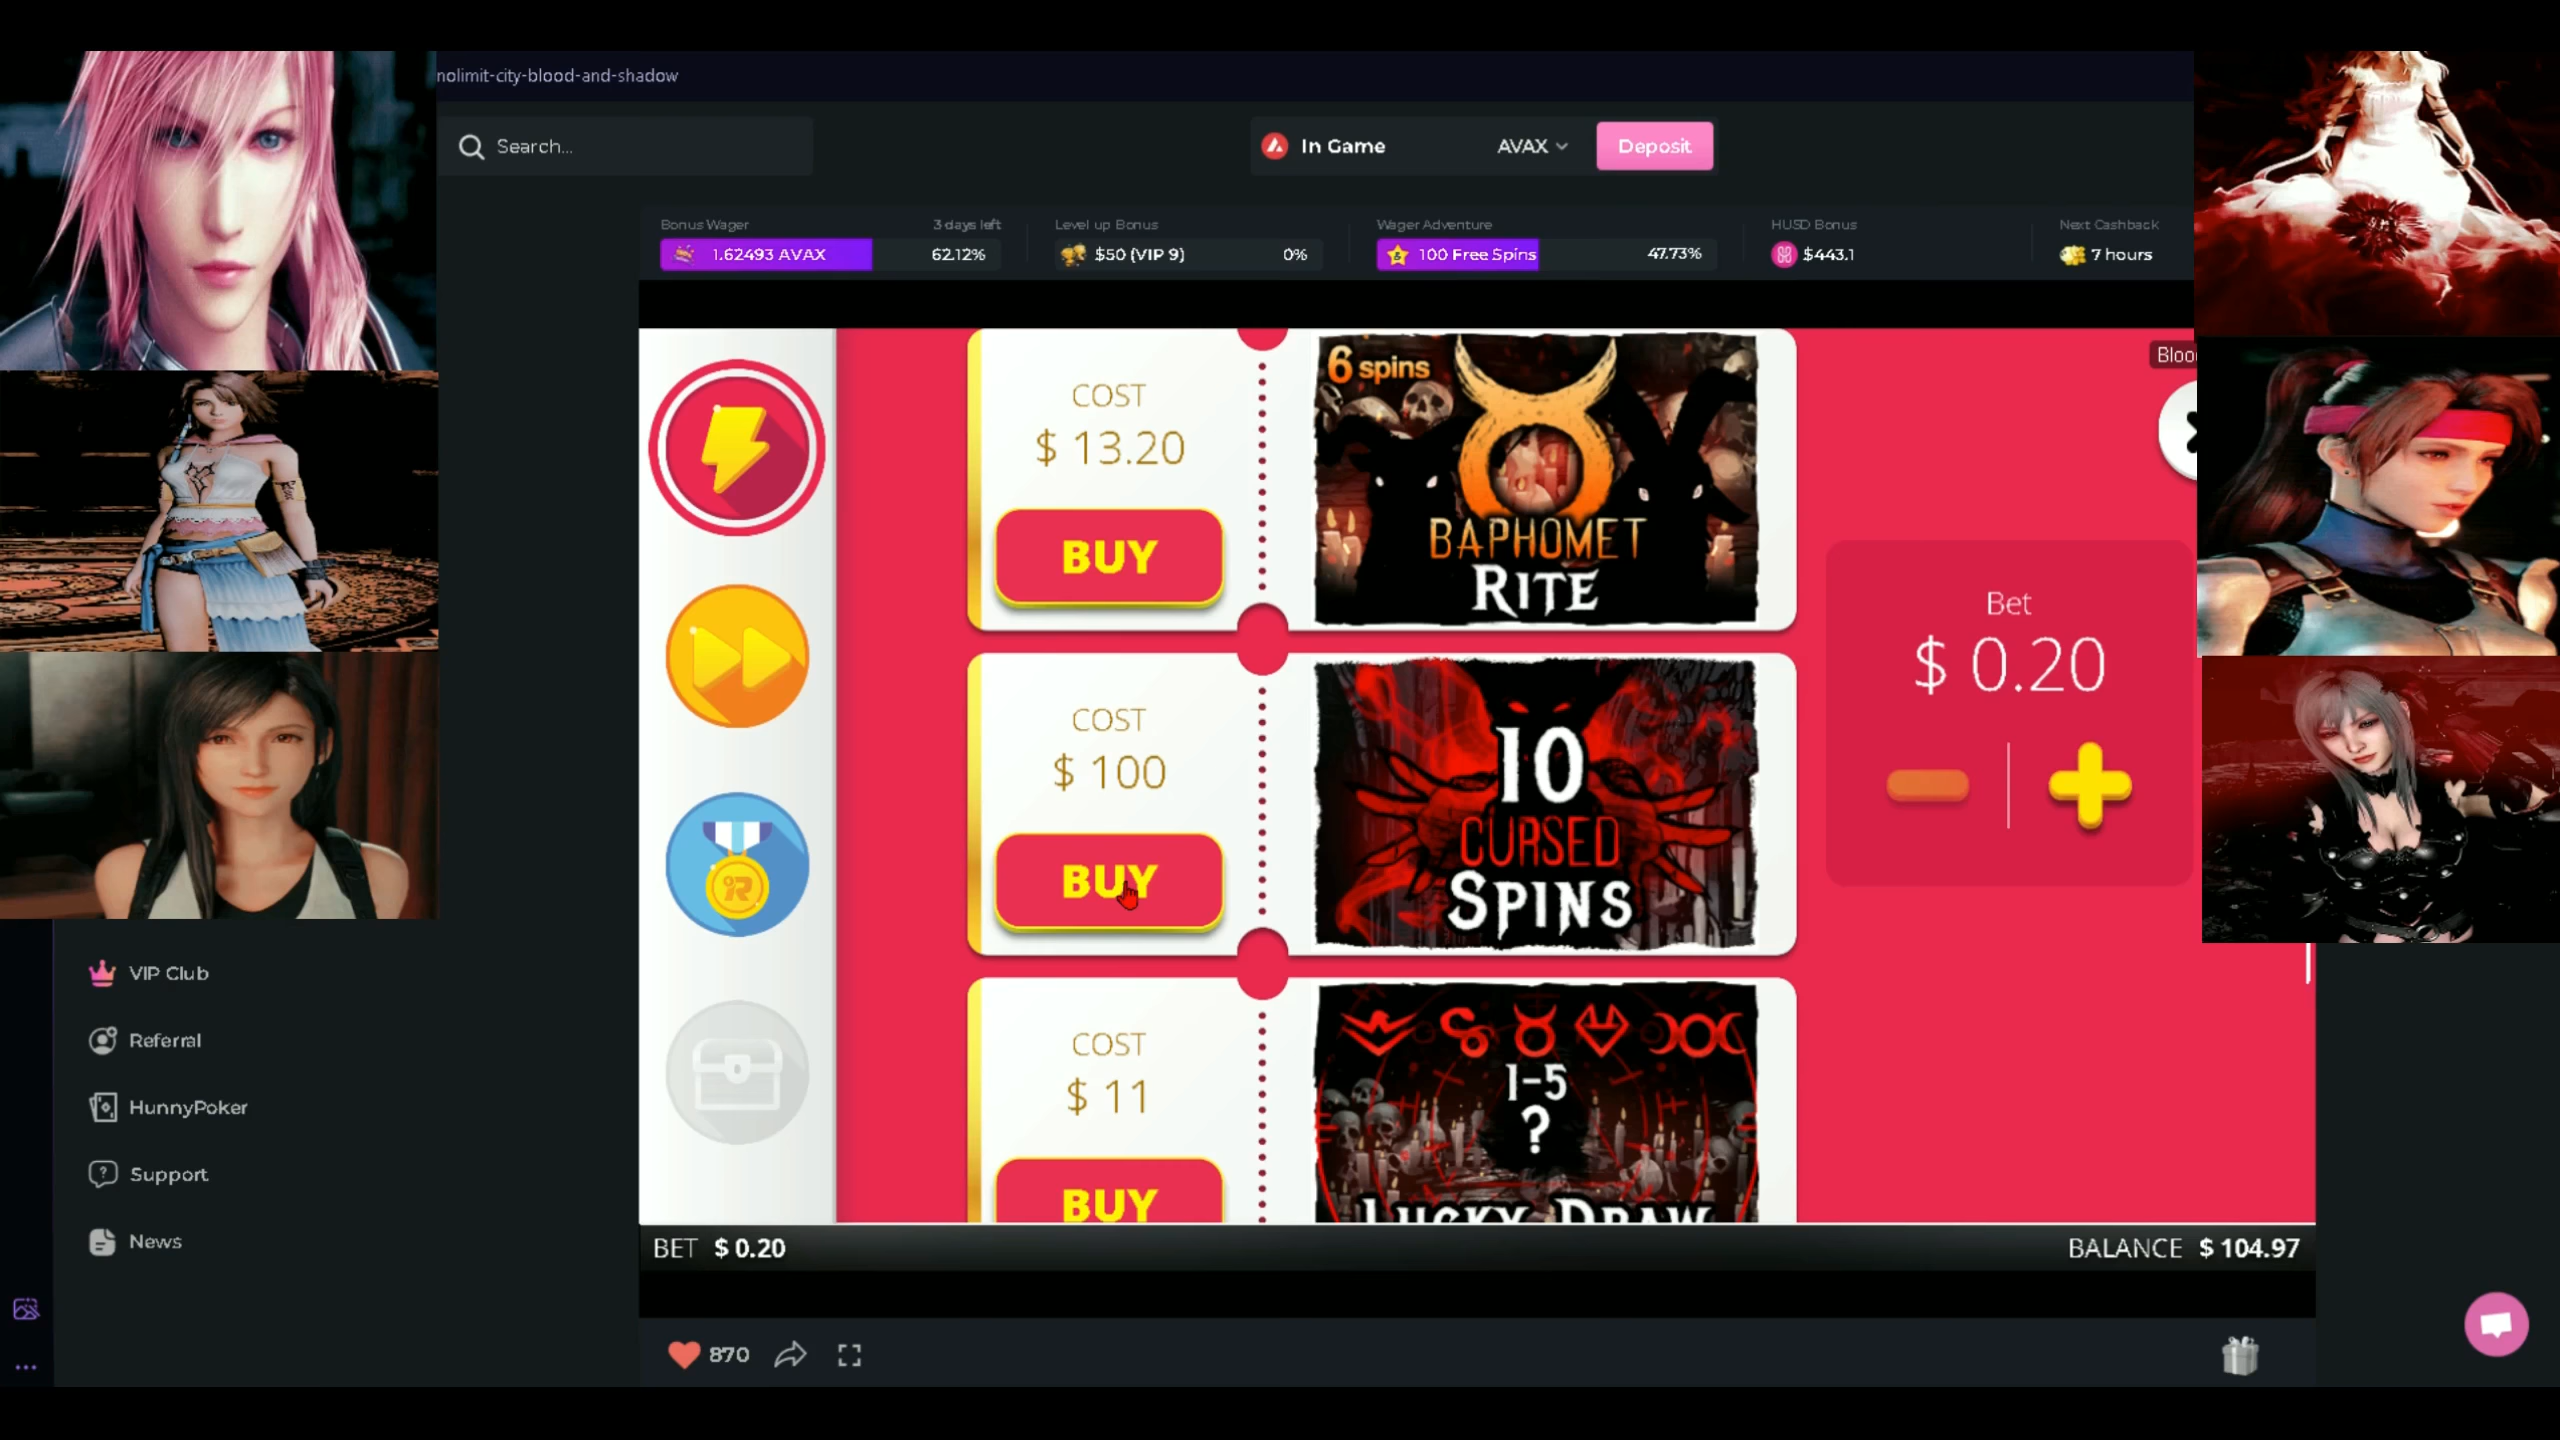 nolimit-city-blood-and-shadow
Search...
In Game
AVAX
Deposit
Bonus Wager
3 days left
1.62493 AVAX
62.12%
Level up Bonus
$50 (VIP 9)
0%
Wager Adventure
100 Free Spins
47.73%
HUSD Bonus
$443.1
Next Cashback
7 hours
COST
$ 13.20
BUY
6 spins
BAPHOMET
RITE
COST
$ 100
BUY
10
CURSED
SPINS
COST
$ 11
BUY
1-5
?
LUCKY DRAW
Bet
$ 0.20
BET $ 0.20
BALANCE $ 104.97
870
VIP Club
Referral
HunnyPoker
Support
News